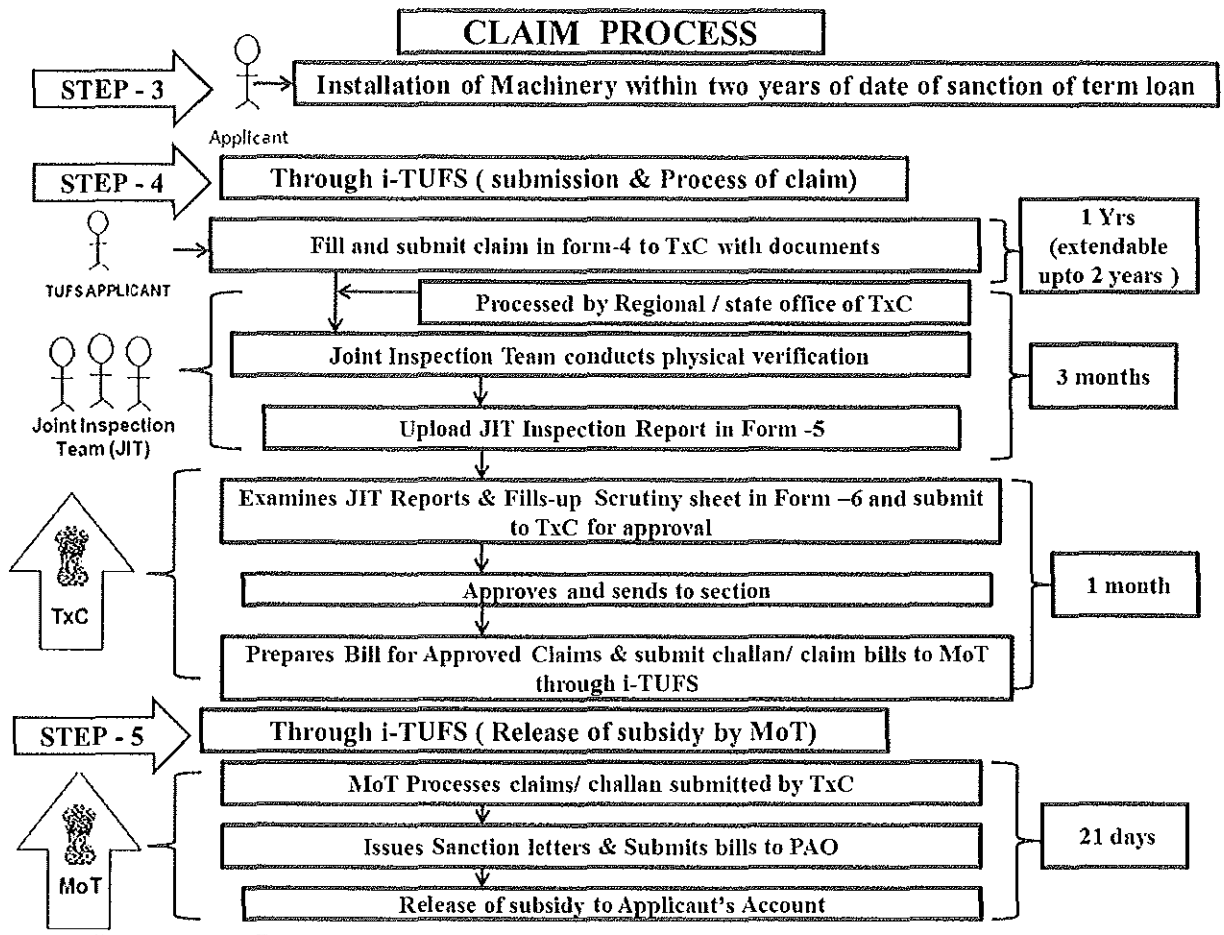 CLAIM PROCESS
STEP - 3
Installation of Machinery within two years of date of sanction of term loan
Applicant
STEP - 4
Through i-TUFS ( submission & Process of claim)
Fill and submit claim in form-4 to TxC with documents
1 Yrs
(extendable
upto 2 years )
TUFS APPLICANT
Processed by Regional / state office of TxC
Joint Inspection Team conducts physical verification
3 months
Joint Inspection
Team (JIT)
Upload JIT Inspection Report in Form -5
Examines JIT Reports & Fills-up Scrutiny sheet in Form –6 and submit
to TxC for approval
TxC
Approves and sends to section
1 month
Prepares Bill for Approved Claims & submit challan/ claim bills to MoT
through i-TUFS
STEP - 5
Through i-TUFS ( Release of subsidy by MoT)
MoT Processes claims/ challan submitted by TxC
Issues Sanction letters & Submits bills to PAO
21 days
MoT
Release of subsidy to Applicant's Account